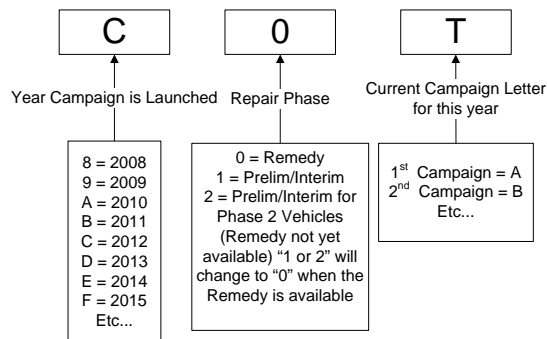 C
0
T
Year Campaign is Launched
Repair Phase
Current Campaign Letter
for this year
8 = 2008
9 = 2009
A = 2010
B = 2011
C = 2012
D = 2013
E = 2014
F = 2015
Etc...
0 = Remedy
1 = Prelim/Interim
2 = Prelim/Interim for
Phase 2 Vehicles
(Remedy not yet
available) “1 or 2” will
change to “0” when the
Remedy is available
1st Campaign = A
2nd Campaign = B
Etc...